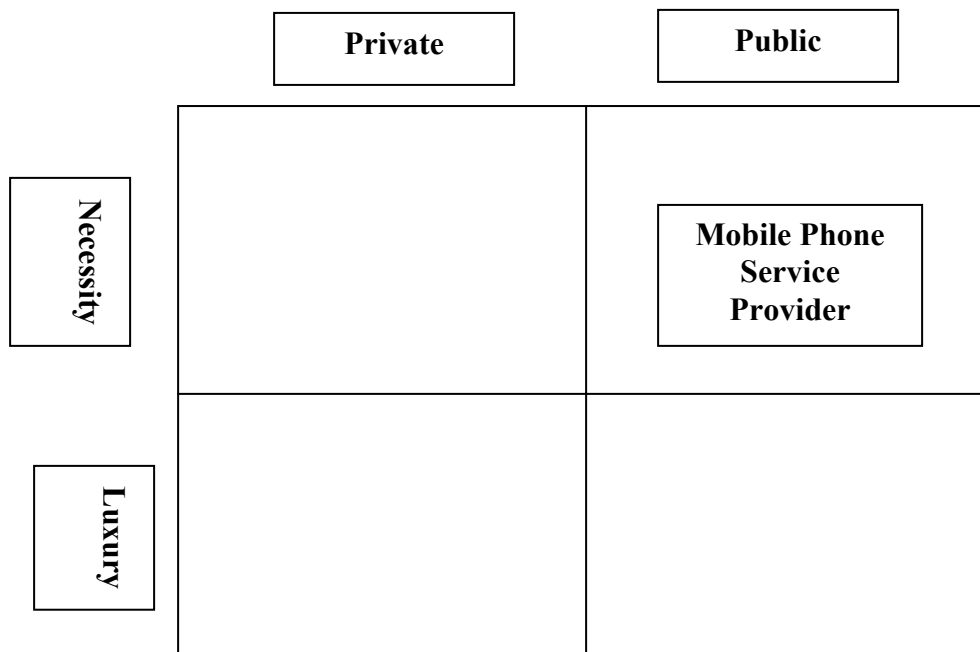 Private
Public
Necessity
Mobile Phone
Service
Provider
Luxury